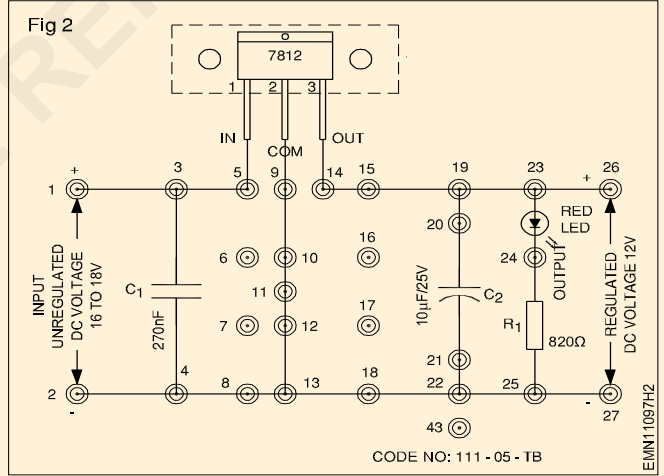 Fig 2
7812
1 2 3
IN OUT
COM
1 + 3 5 9 14 15 19 23 26 +
20
RED
LED
6 10 16 24
INPUT
UNREGULATED
DC VOLTAGE
16 TO 18V
C1
270nF
11
10µF/25V
C2
OUTPUT
REGULATED
DC VOLTAGE 12V
7 12 17
R1
820Ω
21
2 - 4 8 13 18 22 25 - 27
43
CODE NO: 111 - 05 - TB
EMN11097H2